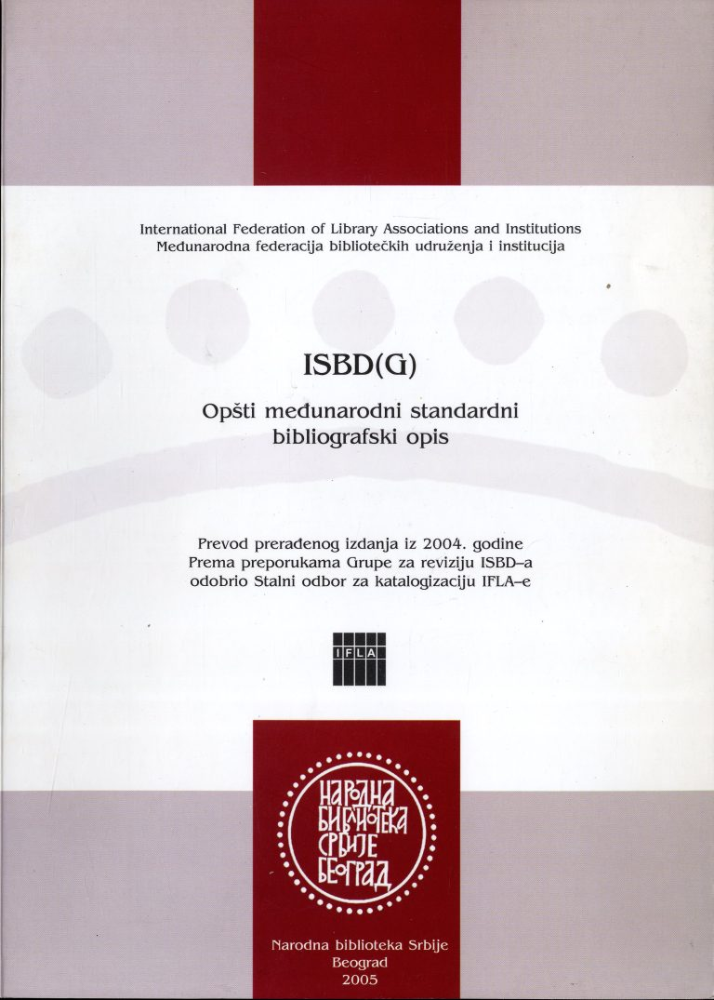 International Federation of Library Associations and Institutions
Međunarodna federacija bibliotečkih udruženja i institucija
ISBD(G)
Opšti međunarodni standardni
bibliografski opis
Prevod prerađenog izdanja iz 2004. godine
Prema preporukama Grupe za reviziju ISBD–a
odobrio Stalni odbor za katalogizaciju IFLA–e
IFLA
НАРОДНА
БИБЛИОТЕКА
СРБИЈЕ
БЕОГРАД
Narodna biblioteka Srbije
Beograd
2005